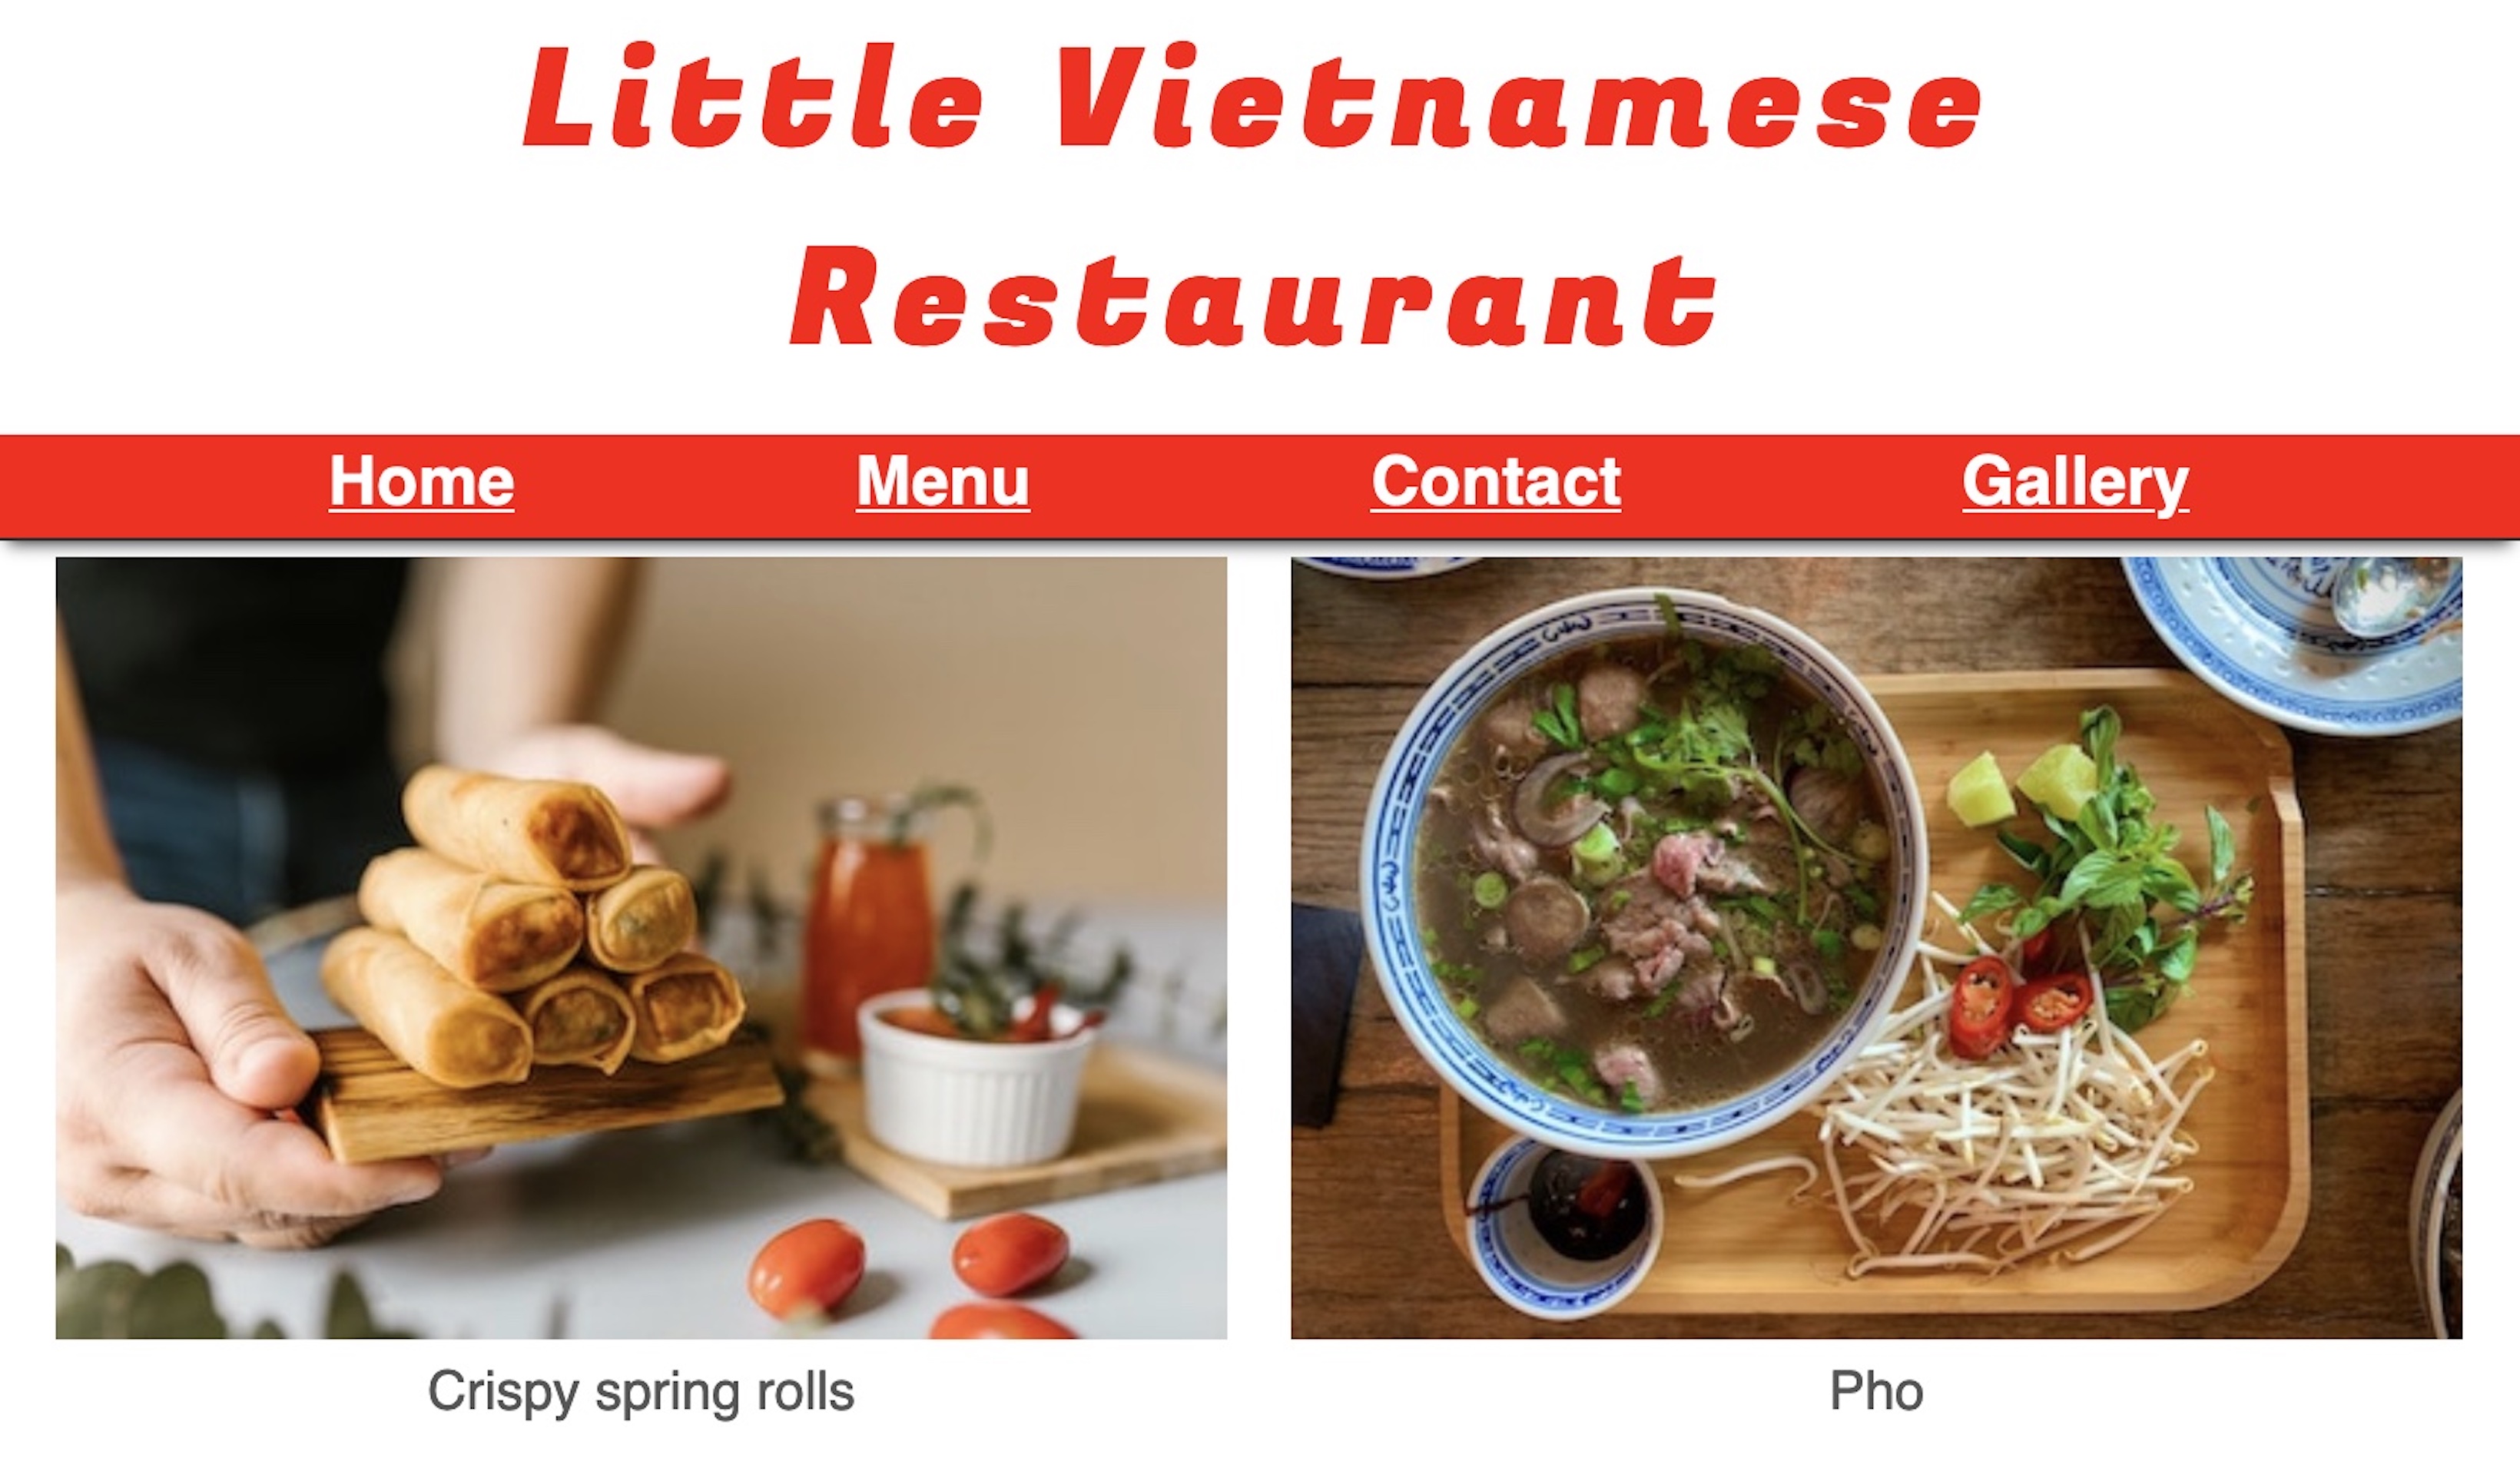 Little Vietnamese
Restaurant
Home Menu Contact Gallery
Crispy spring rolls
Pho